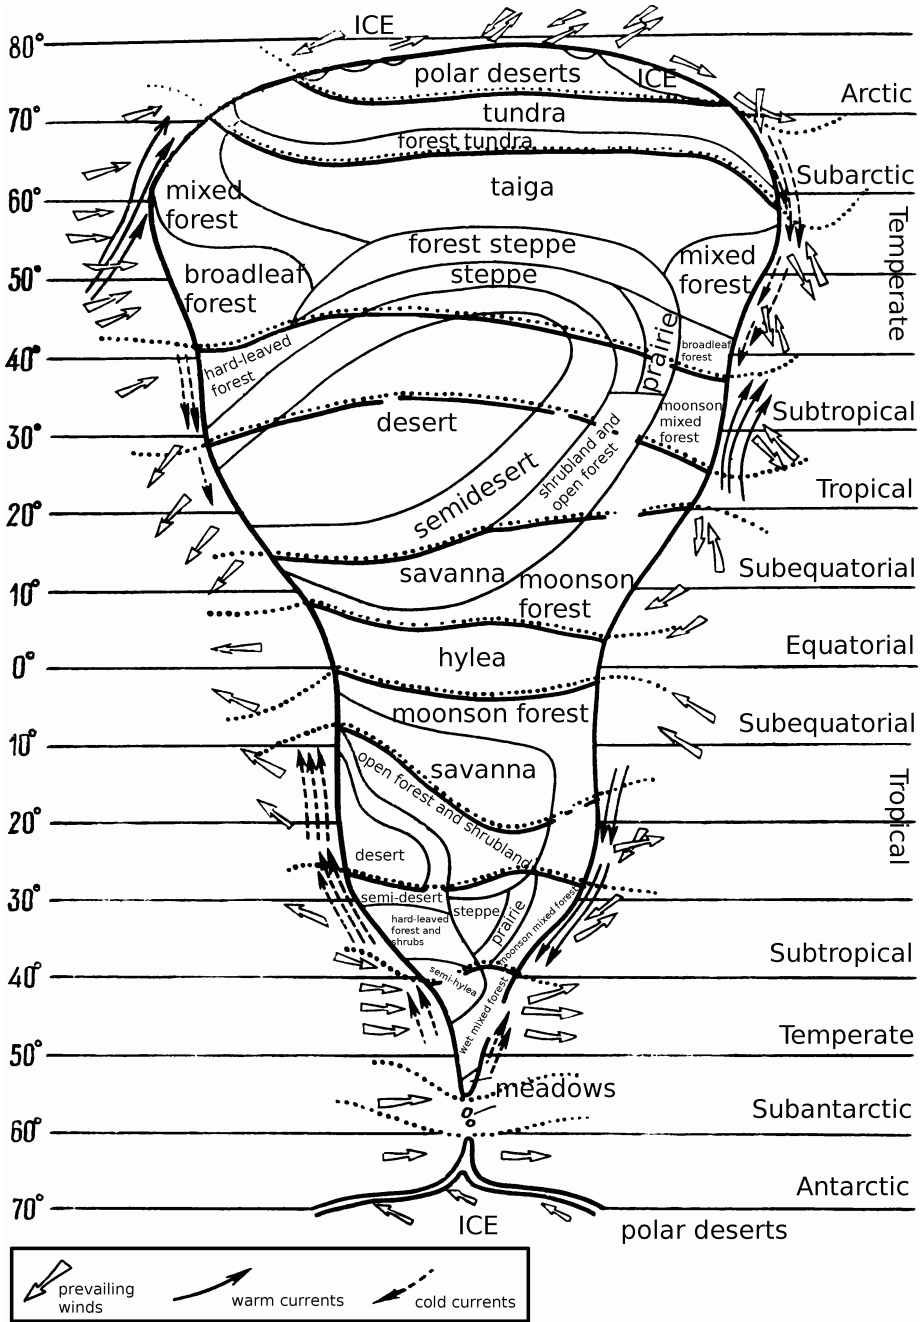 ICE
80°
polar deserts
ICE
Arctic
70°
tundra
forest tundra
Subarctic
60°
mixed
forest
taiga
Temperate
forest steppe
mixed
forest
50°
broadleaf
forest
steppe
prairie
40°
hard-leaved
forest
broadleaf
forest
moonson
mixed
forest
Subtropical
30°
desert
shrubland and
open forest
semidesert
Tropical
20°
savanna
moonson
forest
Subequatorial
10°
Equatorial
0°
hylea
moonson forest
Subequatorial
10°
savanna
open forest and shrubland
Tropical
20°
desert
30°
semi-desert
steppe
prairie
moonson mixed forest
hard-leaved
forest and
shrubs
Subtropical
40°
semi-hylea
wet mixed forest
Temperate
50°
meadows
Subantarctic
60°
Antarctic
70°
ICE
polar deserts
prevailing
winds
warm currents
cold currents